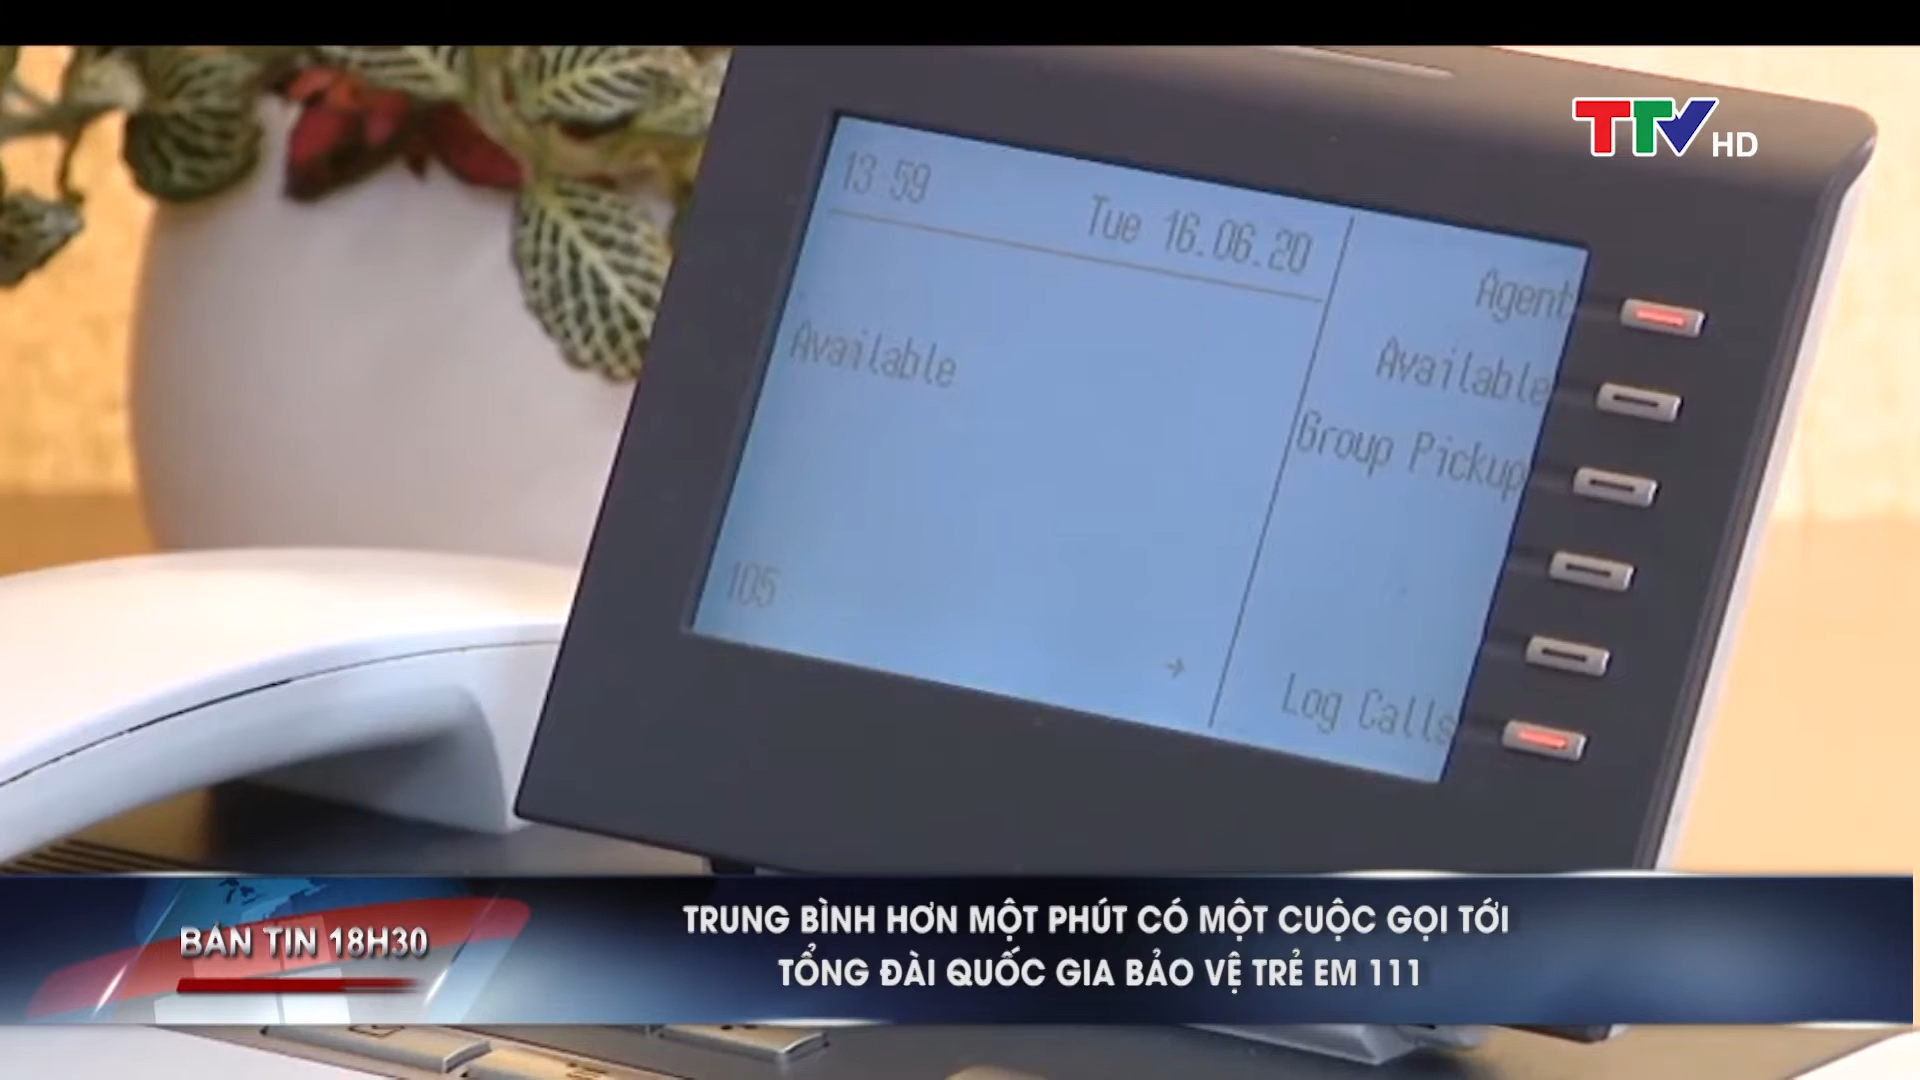 TTV HD
13 59
Tue 16.06.20
Agent
Available
Available
Group Pickup
105
→
Log Calls
BẢN TIN 18H30
TRUNG BÌNH HƠN MỘT PHÚT CÓ MỘT CUỘC GỌI TỚI
TỔNG ĐÀI QUỐC GIA BẢO VỆ TRẺ EM 111